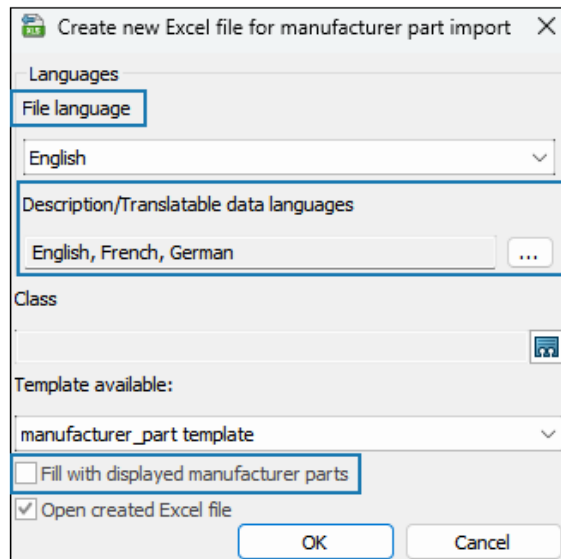 XLS Create new Excel file for manufacturer part import
Languages
File language
English
Description/Translatable data languages
English, French, German
...
Class
Template available:
manufacturer_part template
Fill with displayed manufacturer parts
Open created Excel file
OK Cancel